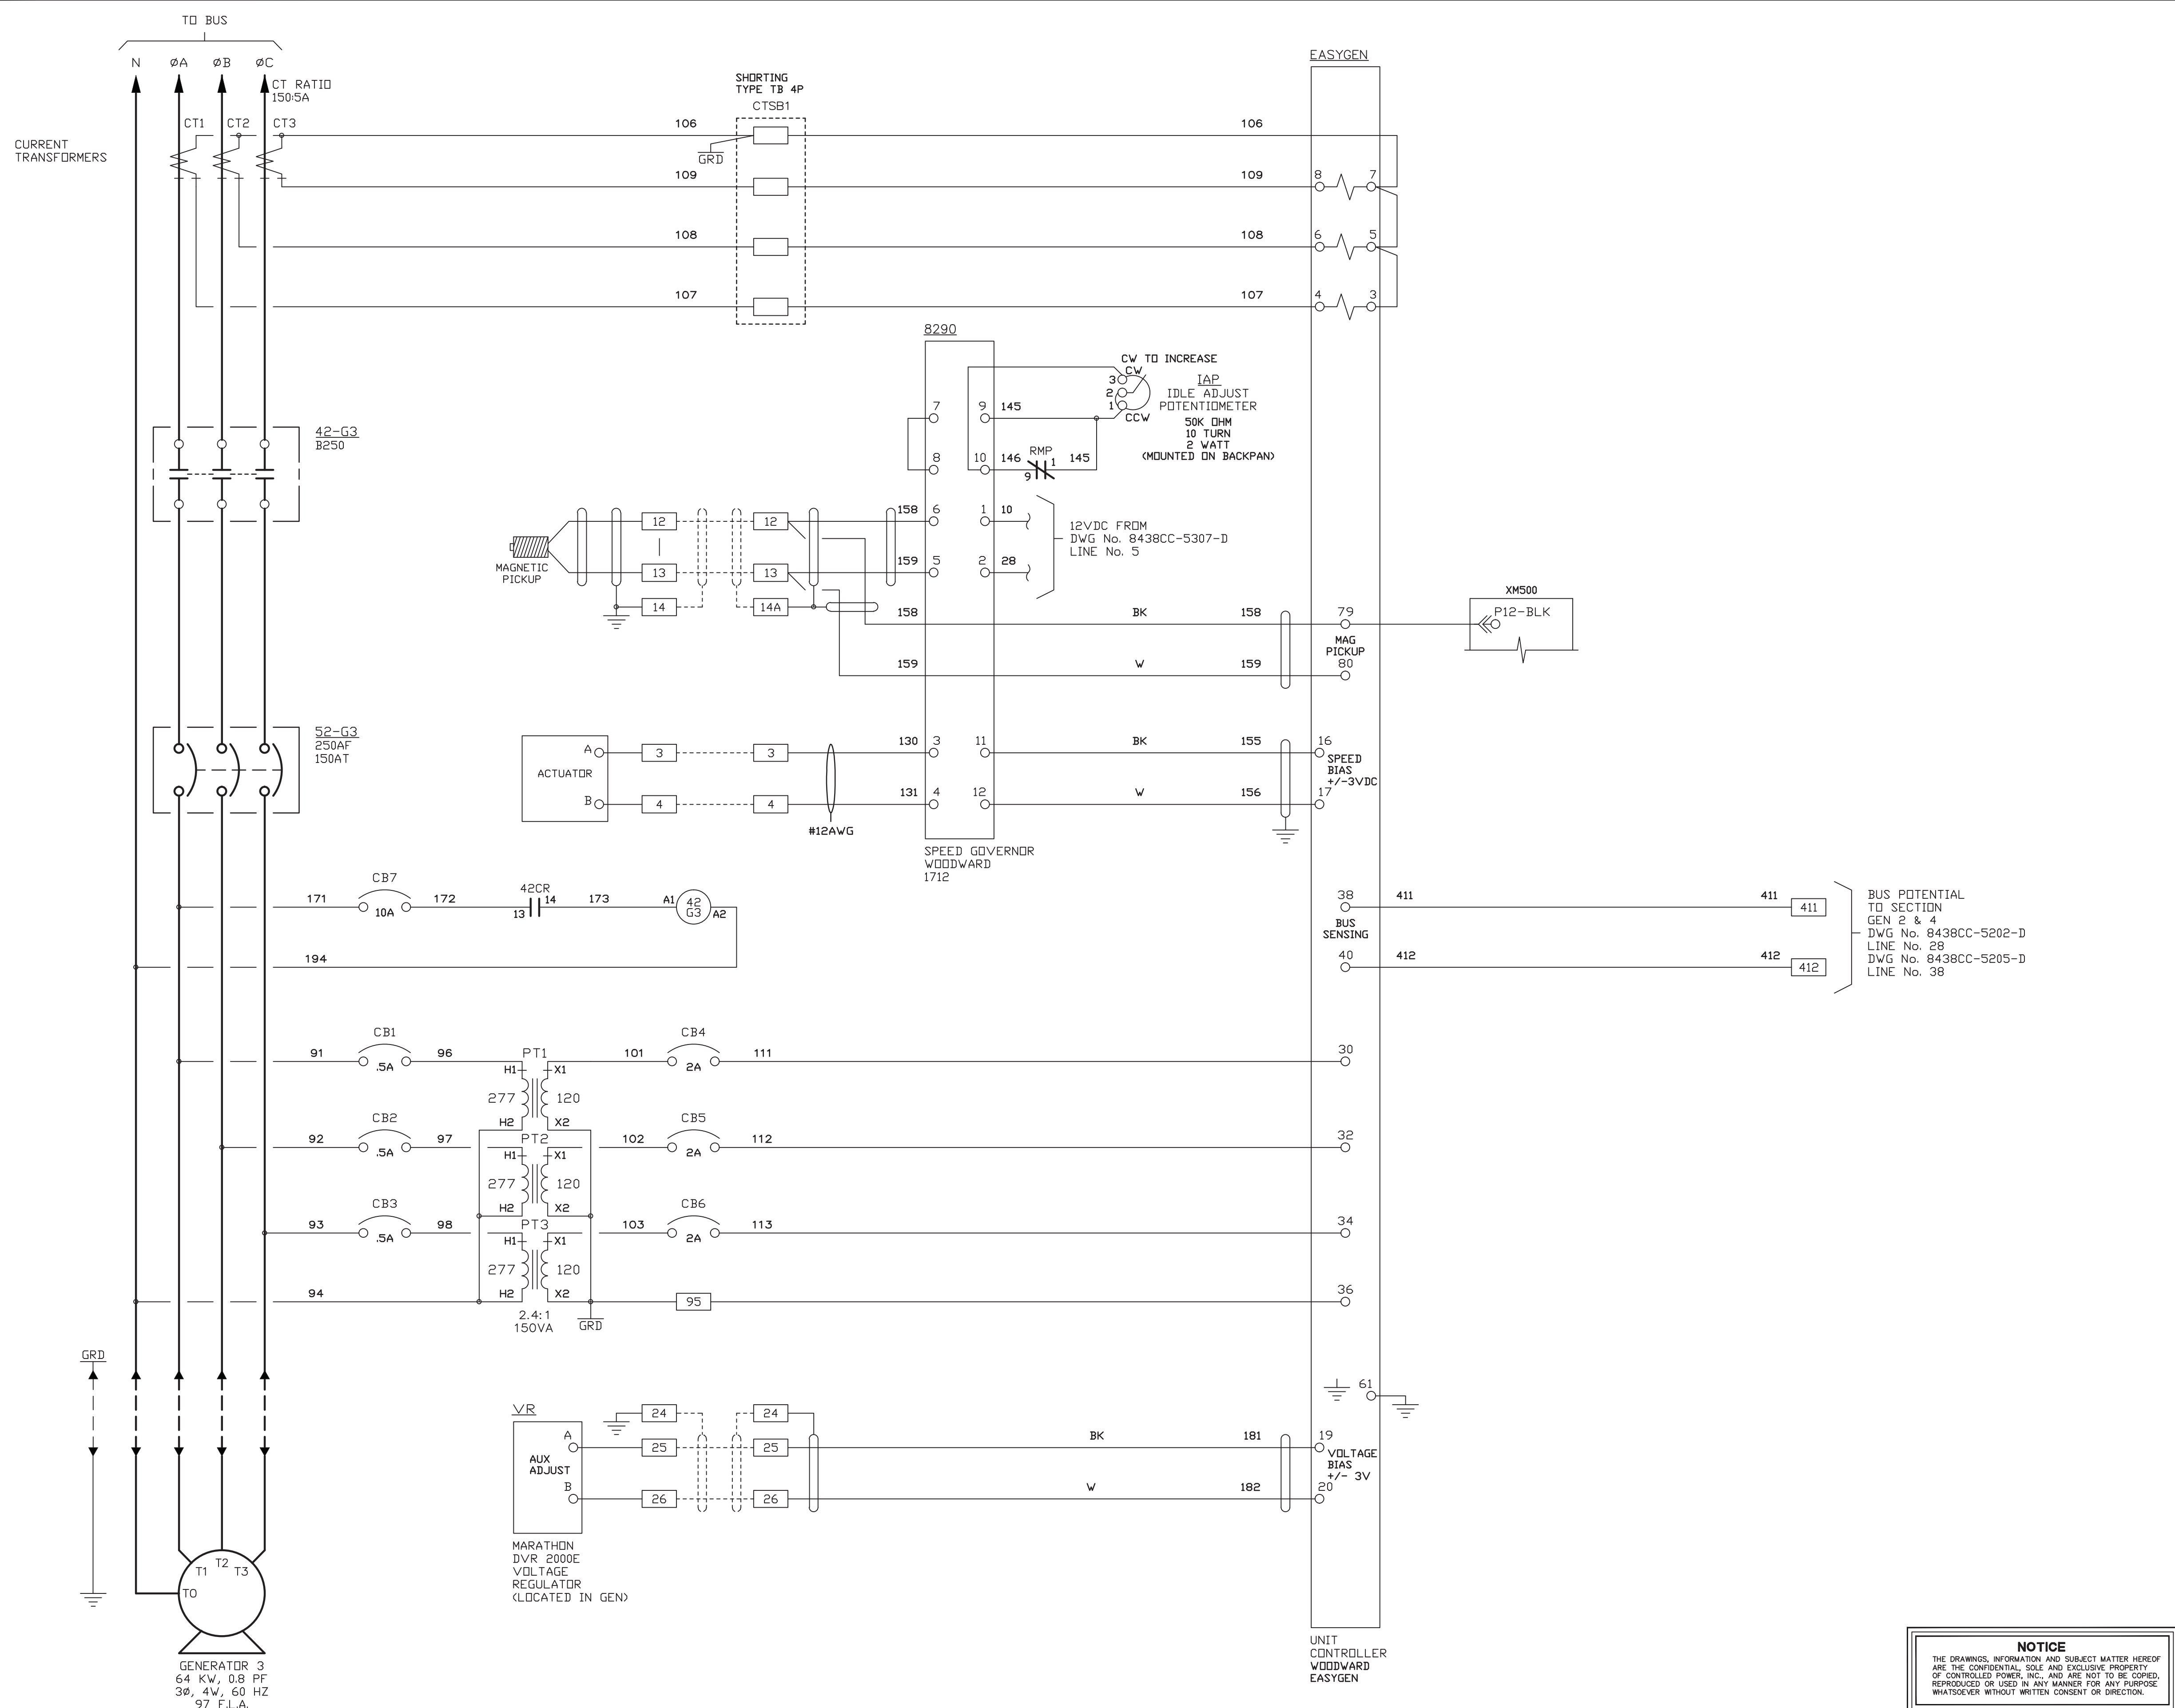 TO BUS
N ØA ØB ØC
CT RATIO
150:5A
CT1 CT2 CT3
CURRENT
TRANSFORMERS
SHORTING
TYPE TB 4P
CTSB1
GRD
106 106
109 109
108 108
107 107
EASYGEN
8 7
6 5
4 3
42-G3
B250
8290
7 9 145
8 10 146 RMP 145
9 1
CW TO INCREASE
CW
3
2
1
CCW
IAP
IDLE ADJUST
POTENTIOMETER
50K OHM
10 TURN
2 WATT
(MOUNTED ON BACKPAN)
MAGNETIC
PICKUP
12 12 158 6 1 10
13 13 159 5 2 28
14 14A
12VDC FROM
DWG No. 8438CC-5307-D
LINE No. 5
158 BK 158 79
MAG
PICKUP
159 W 159 80
XM500
P12-BLK
52-G3
250AF
150AT
ACTUATOR
A 3 3 130 3 11 BK 155 16
B 4 4 131 4 12 W 156 17
SPEED
BIAS
+/-3VDC
#12AWG
SPEED GOVERNOR
WOODWARD
1712
171 CB7 10A 172 42CR 13 14 173 A1 42 G3 A2
194
38 411 411 411
BUS
SENSING
40 412 412 412
BUS POTENTIAL
TO SECTION
GEN 2 & 4
DWG No. 8438CC-5202-D
LINE No. 28
DWG No. 8438CC-5205-D
LINE No. 38
CB1 PT1 CB4
91 .5A 96 101 2A 111 30
H1 X1
277 120
H2 X2
CB2 PT2 CB5
92 .5A 97 102 2A 112 32
H1 X1
277 120
H2 X2
CB3 PT3 CB6
93 .5A 98 103 2A 113 34
H1 X1
277 120
H2 X2
94 95 36
2.4:1
150VA
GRD
GRD
61
VR
24 24
A 25 25 BK 181 19
AUX
ADJUST
VOLTAGE
BIAS
+/- 3V
B 26 26 W 182 20
MARATHON
DVR 2000E
VOLTAGE
REGULATOR
(LOCATED IN GEN)
T1 T2 T3
T0
GENERATOR 3
64 KW, 0.8 PF
3Ø, 4W, 60 HZ
97 F.L.A.
UNIT
CONTROLLER
WOODWARD
EASYGEN
NOTICE
THE DRAWINGS, INFORMATION AND SUBJECT MATTER HEREOF
ARE THE CONFIDENTIAL, SOLE AND EXCLUSIVE PROPERTY
OF CONTROLLED POWER, INC., AND ARE NOT TO BE COPIED,
REPRODUCED OR USED IN ANY MANNER FOR ANY PURPOSE
WHATSOEVER WITHOUT WRITTEN CONSENT OR DIRECTION.